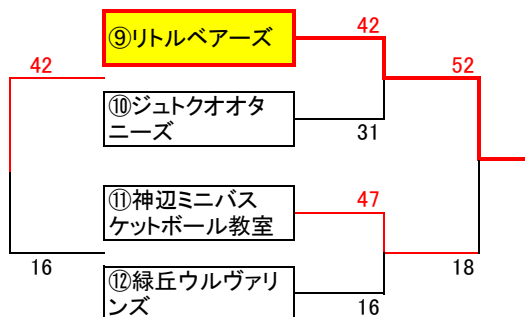 ⑨リトルベアーズ
42
52
42
⑩ジュトクオオタ
ニーズ
31
⑪神辺ミニバス
ケットボール教室
47
16
18
⑫緑丘ウルヴァリ
ンズ
16